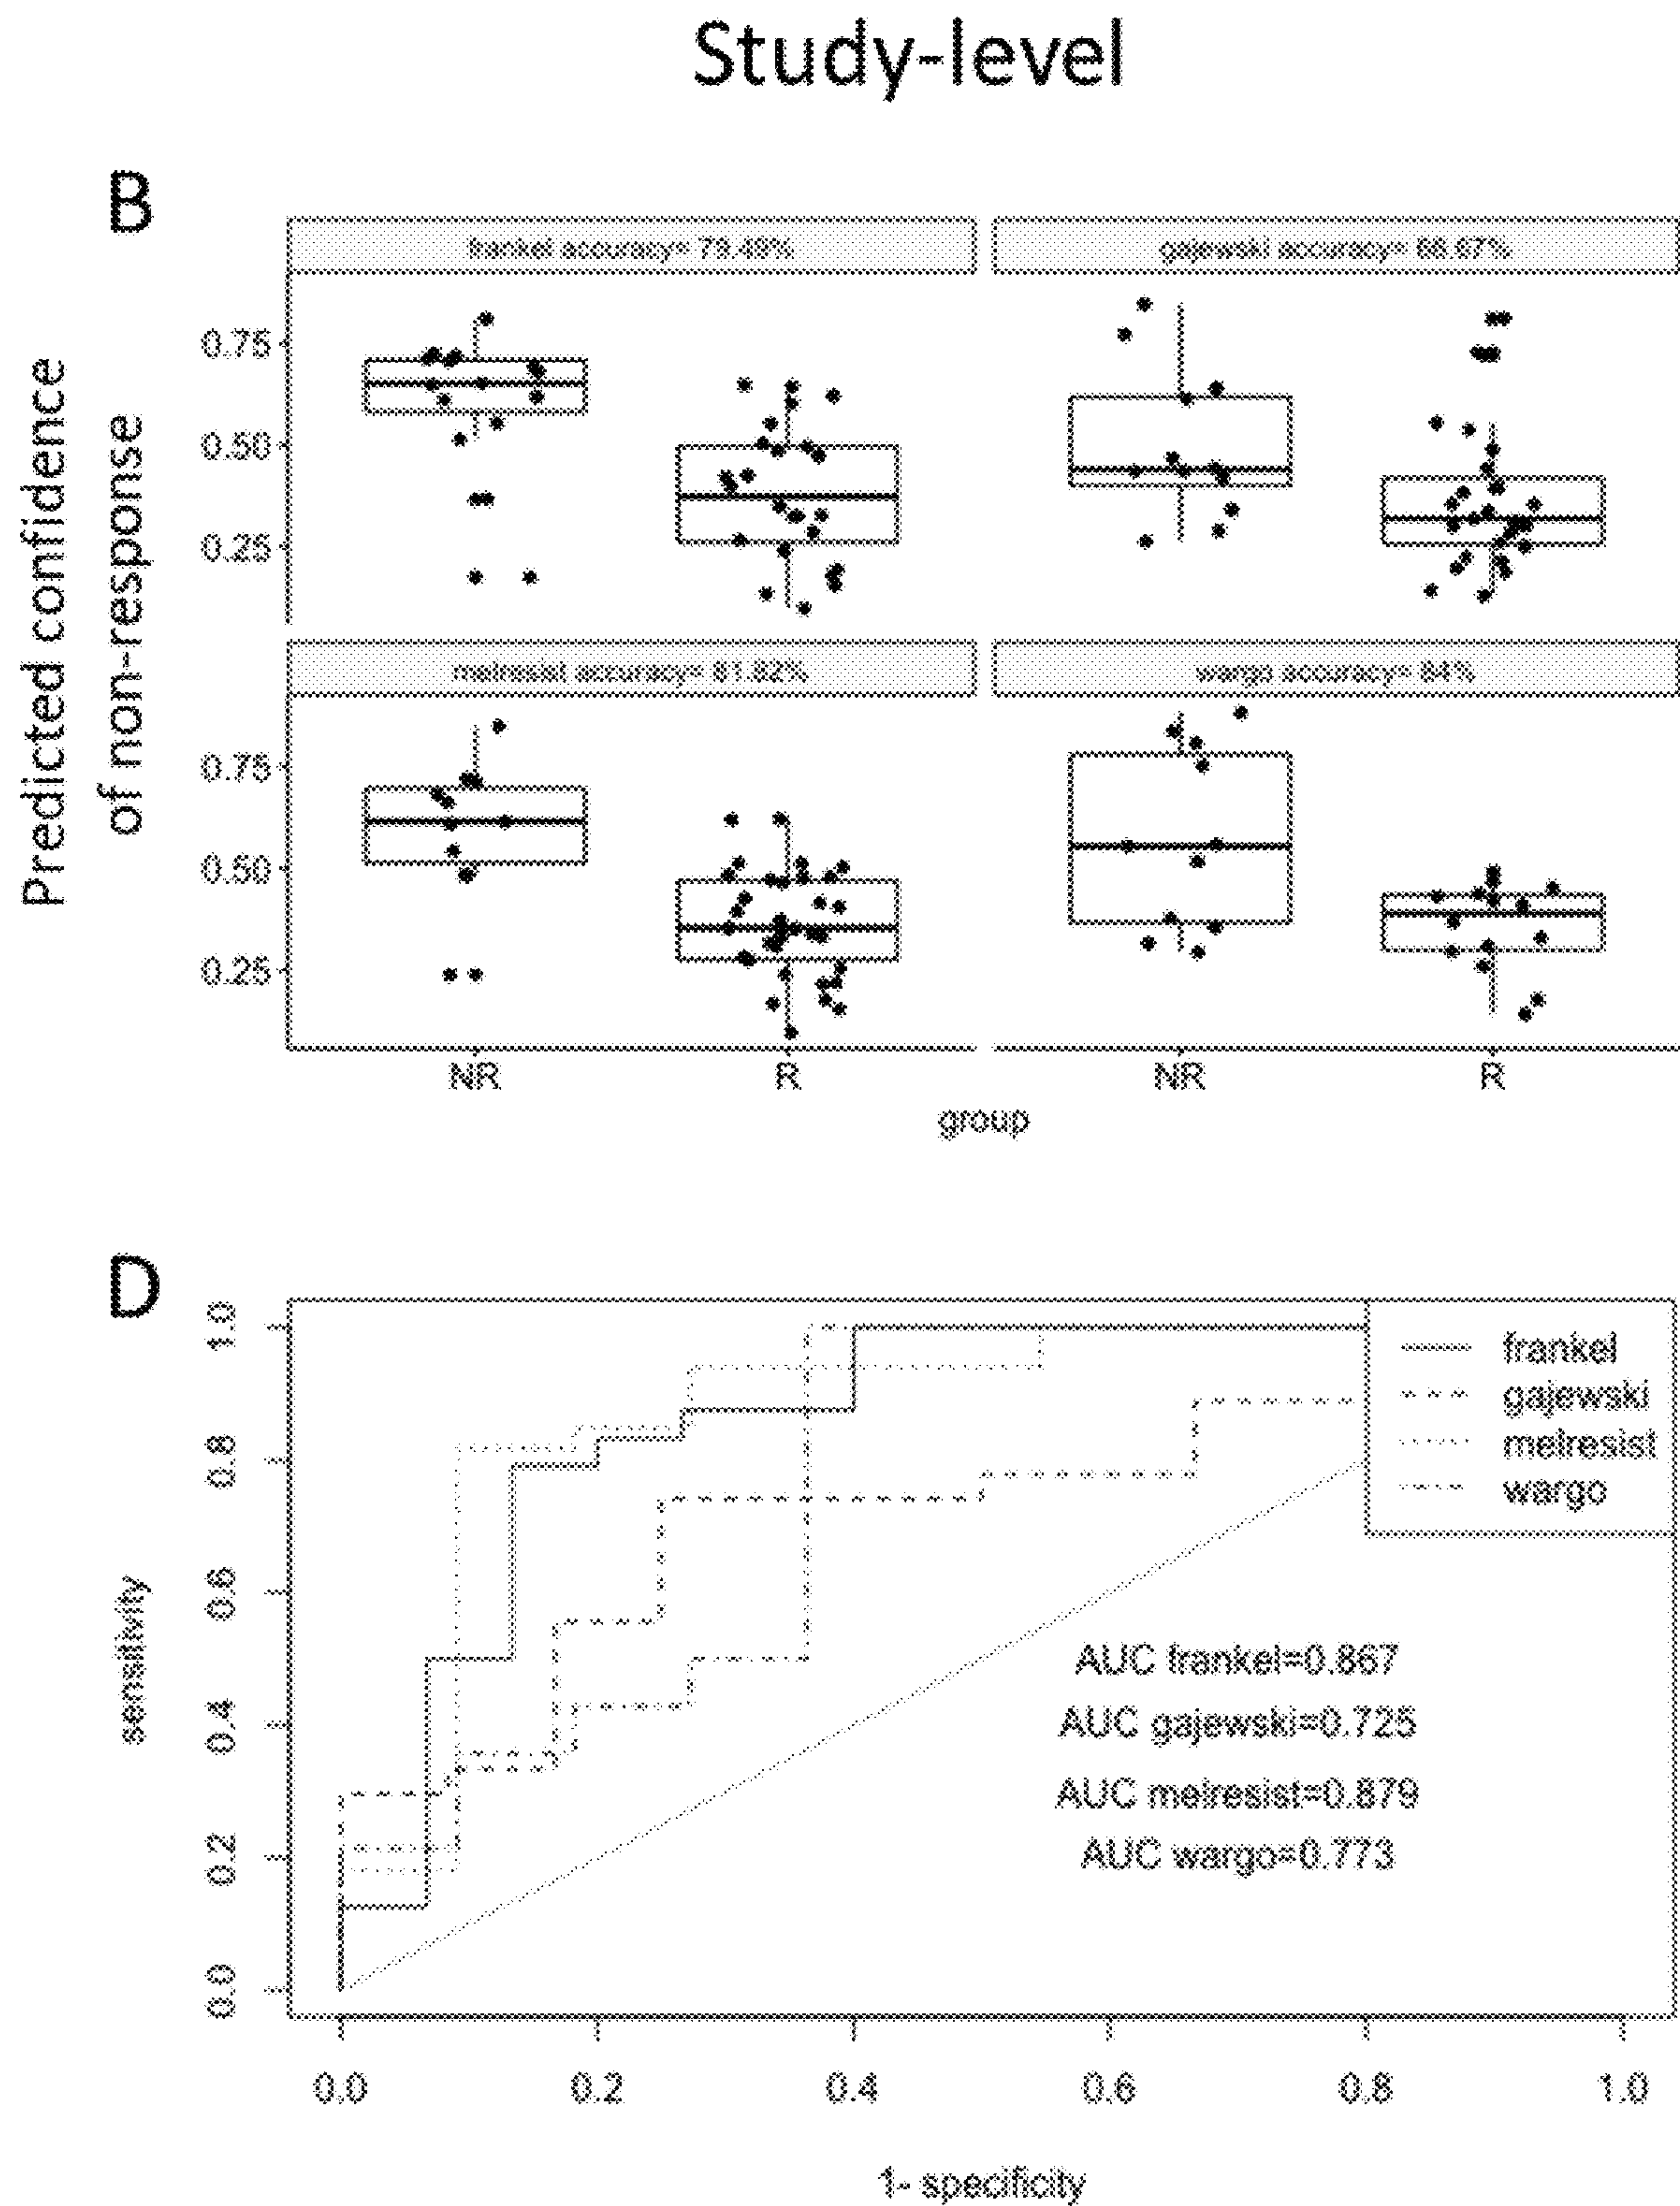 Study-level
B
frankel accuracy= 79.49%
gajewski accuracy= 66.67%
Predicted confidence
of non-response
0.75
0.50
0.25
melresist accuracy= 81.82%
wargo accuracy= 84%
0.75
0.50
0.25
NR
R
NR
R
group
D
1.0
0.8
0.6
0.4
0.2
0.0
sensitivity
frankel
gajewski
melresist
wargo
AUC frankel=0.867
AUC gajewski=0.725
AUC melresist=0.879
AUC wargo=0.773
0.0
0.2
0.4
0.6
0.8
1.0
1- specificity